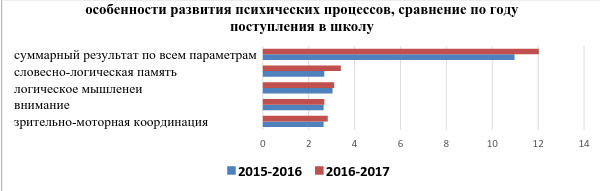 особенности развития психических процессов, сравнение по году
поступления в школу
суммарный результат по всем параметрам
словесно-логическая память
логическое мышленеи
внимание
зрительно-моторная координация
0 2 4 6 8 10 12 14
2015-2016 2016-2017